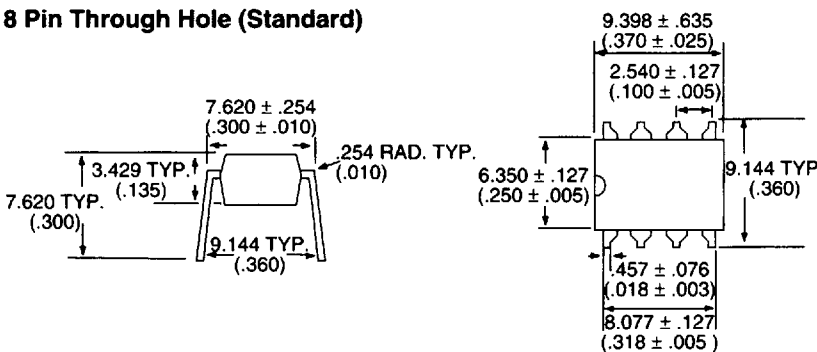 8 Pin Through Hole (Standard)
7.620 ± .254
(.300 ± .010)
.254 RAD. TYP.
(.010)
3.429 TYP.
(.135)
7.620 TYP.
(.300)
9.144 TYP.
(.360)
9.398 ± .635
(.370 ± .025)
2.540 ± .127
(.100 ± .005)
6.350 ± .127
(.250 ± .005)
9.144 TYP
(.360)
.457 ± .076
(.018 ± .003)
8.077 ± .127
(.318 ± .005 )